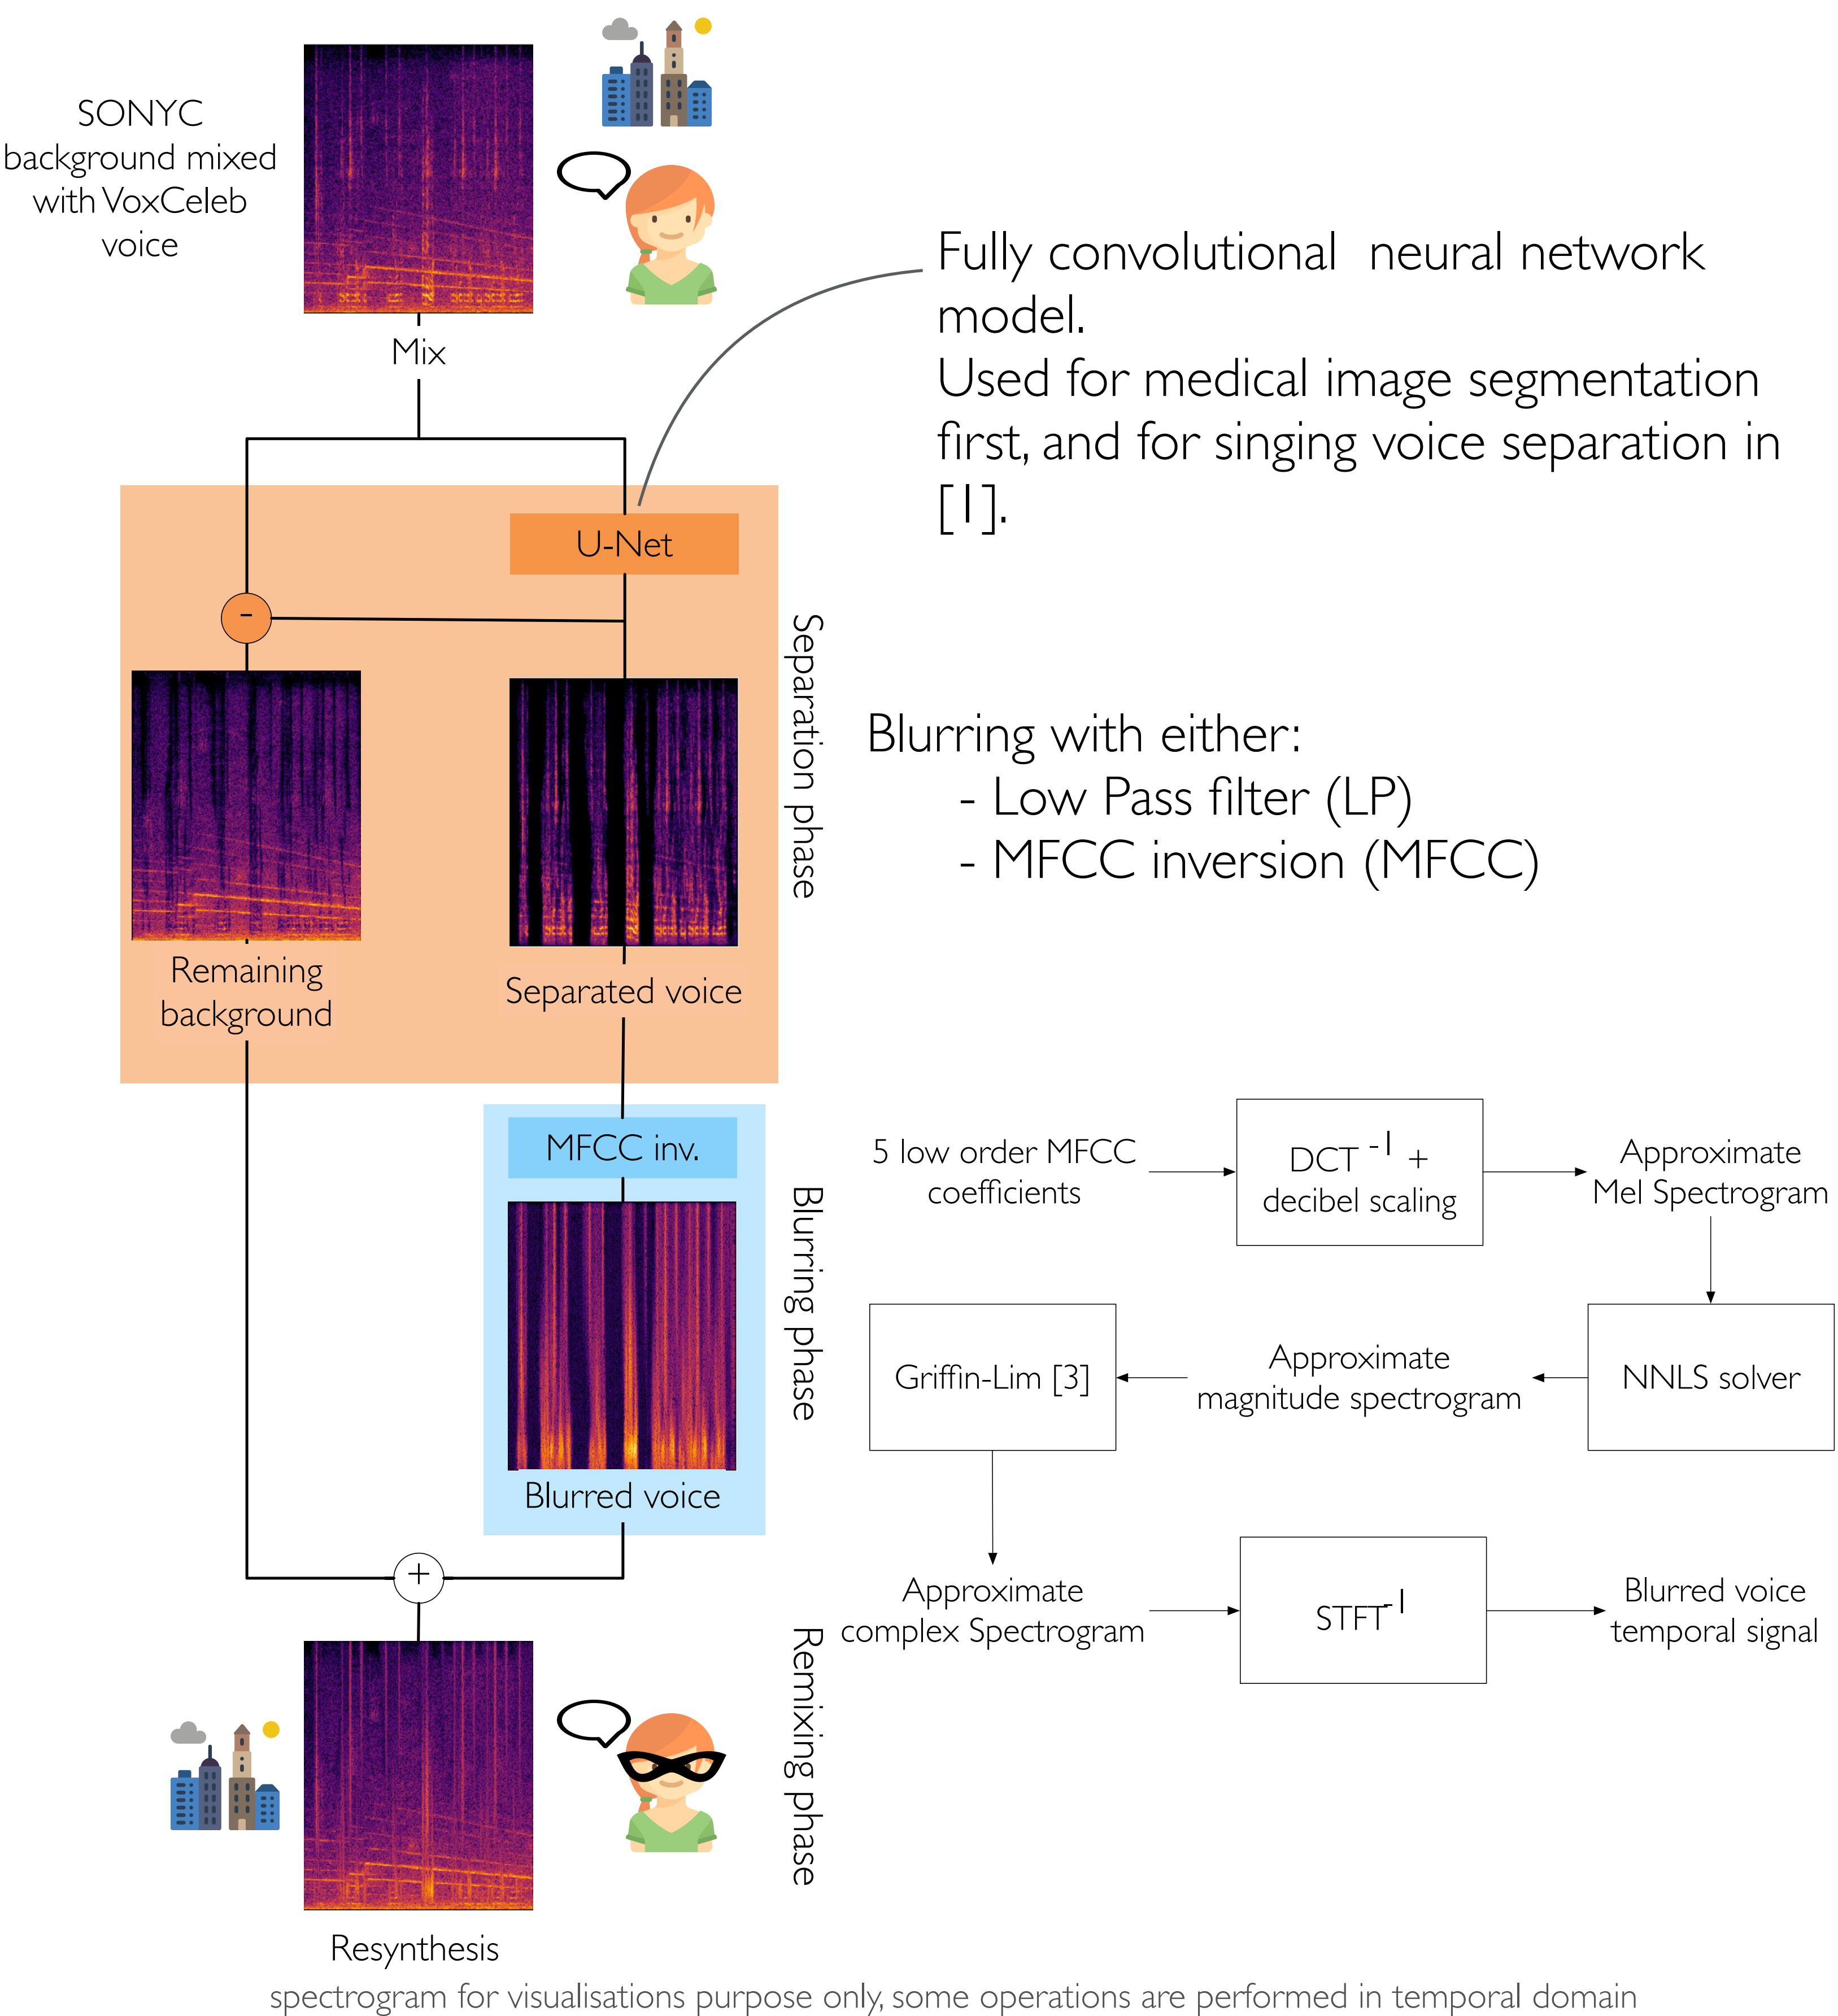 SONYC
background mixed
with VoxCeleb
voice
Mix
Fully convolutional neural network
model.
Used for medical image segmentation
first, and for singing voice separation in
[1].
U-Net
-
Separation phase
Remaining
background
Separated voice
Blurring with either:
- Low Pass filter (LP)
- MFCC inversion (MFCC)
MFCC inv.
Blurred voice
Blurring phase
5 low order MFCC
coefficients
DCT -1 +
decibel scaling
Approximate
Mel Spectrogram
NNLS solver
Approximate
magnitude spectrogram
Griffin-Lim [3]
Approximate
complex Spectrogram
STFT-1
Blurred voice
temporal signal
+
Remixing phase
Resynthesis
spectrogram for visualisations purpose only, some operations are performed in temporal domain